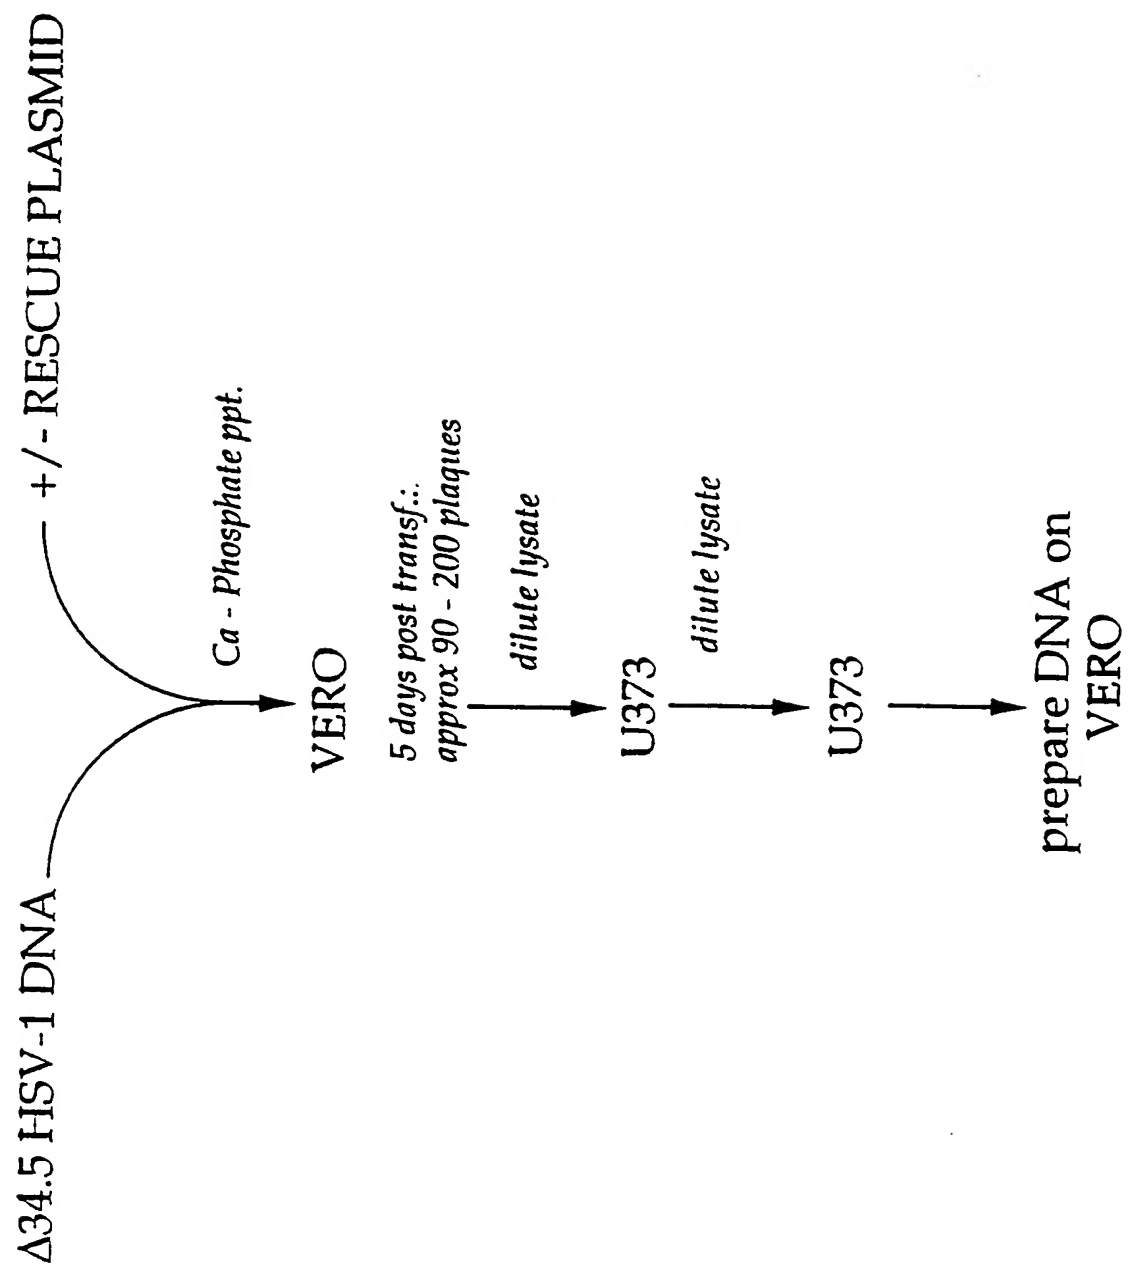 Δ34.5 HSV-1 DNA
+/- RESCUE PLASMID
Ca - Phosphate ppt.
VERO
5 days post transf.:.
approx 90 - 200 plaques
dilute lysate
U373
dilute lysate
U373
prepare DNA on
VERO